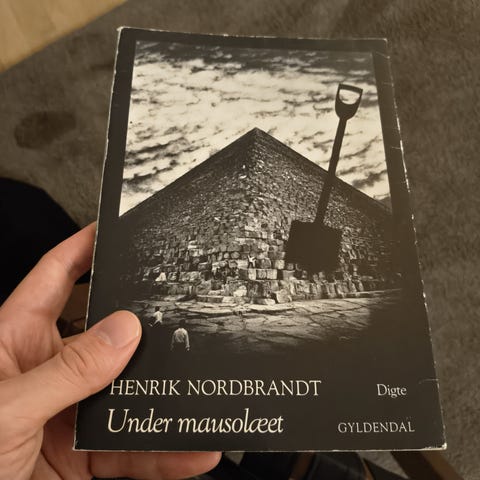 HENRIK NORDBRANDT Digte
Under mausolæet GYLDENDAL